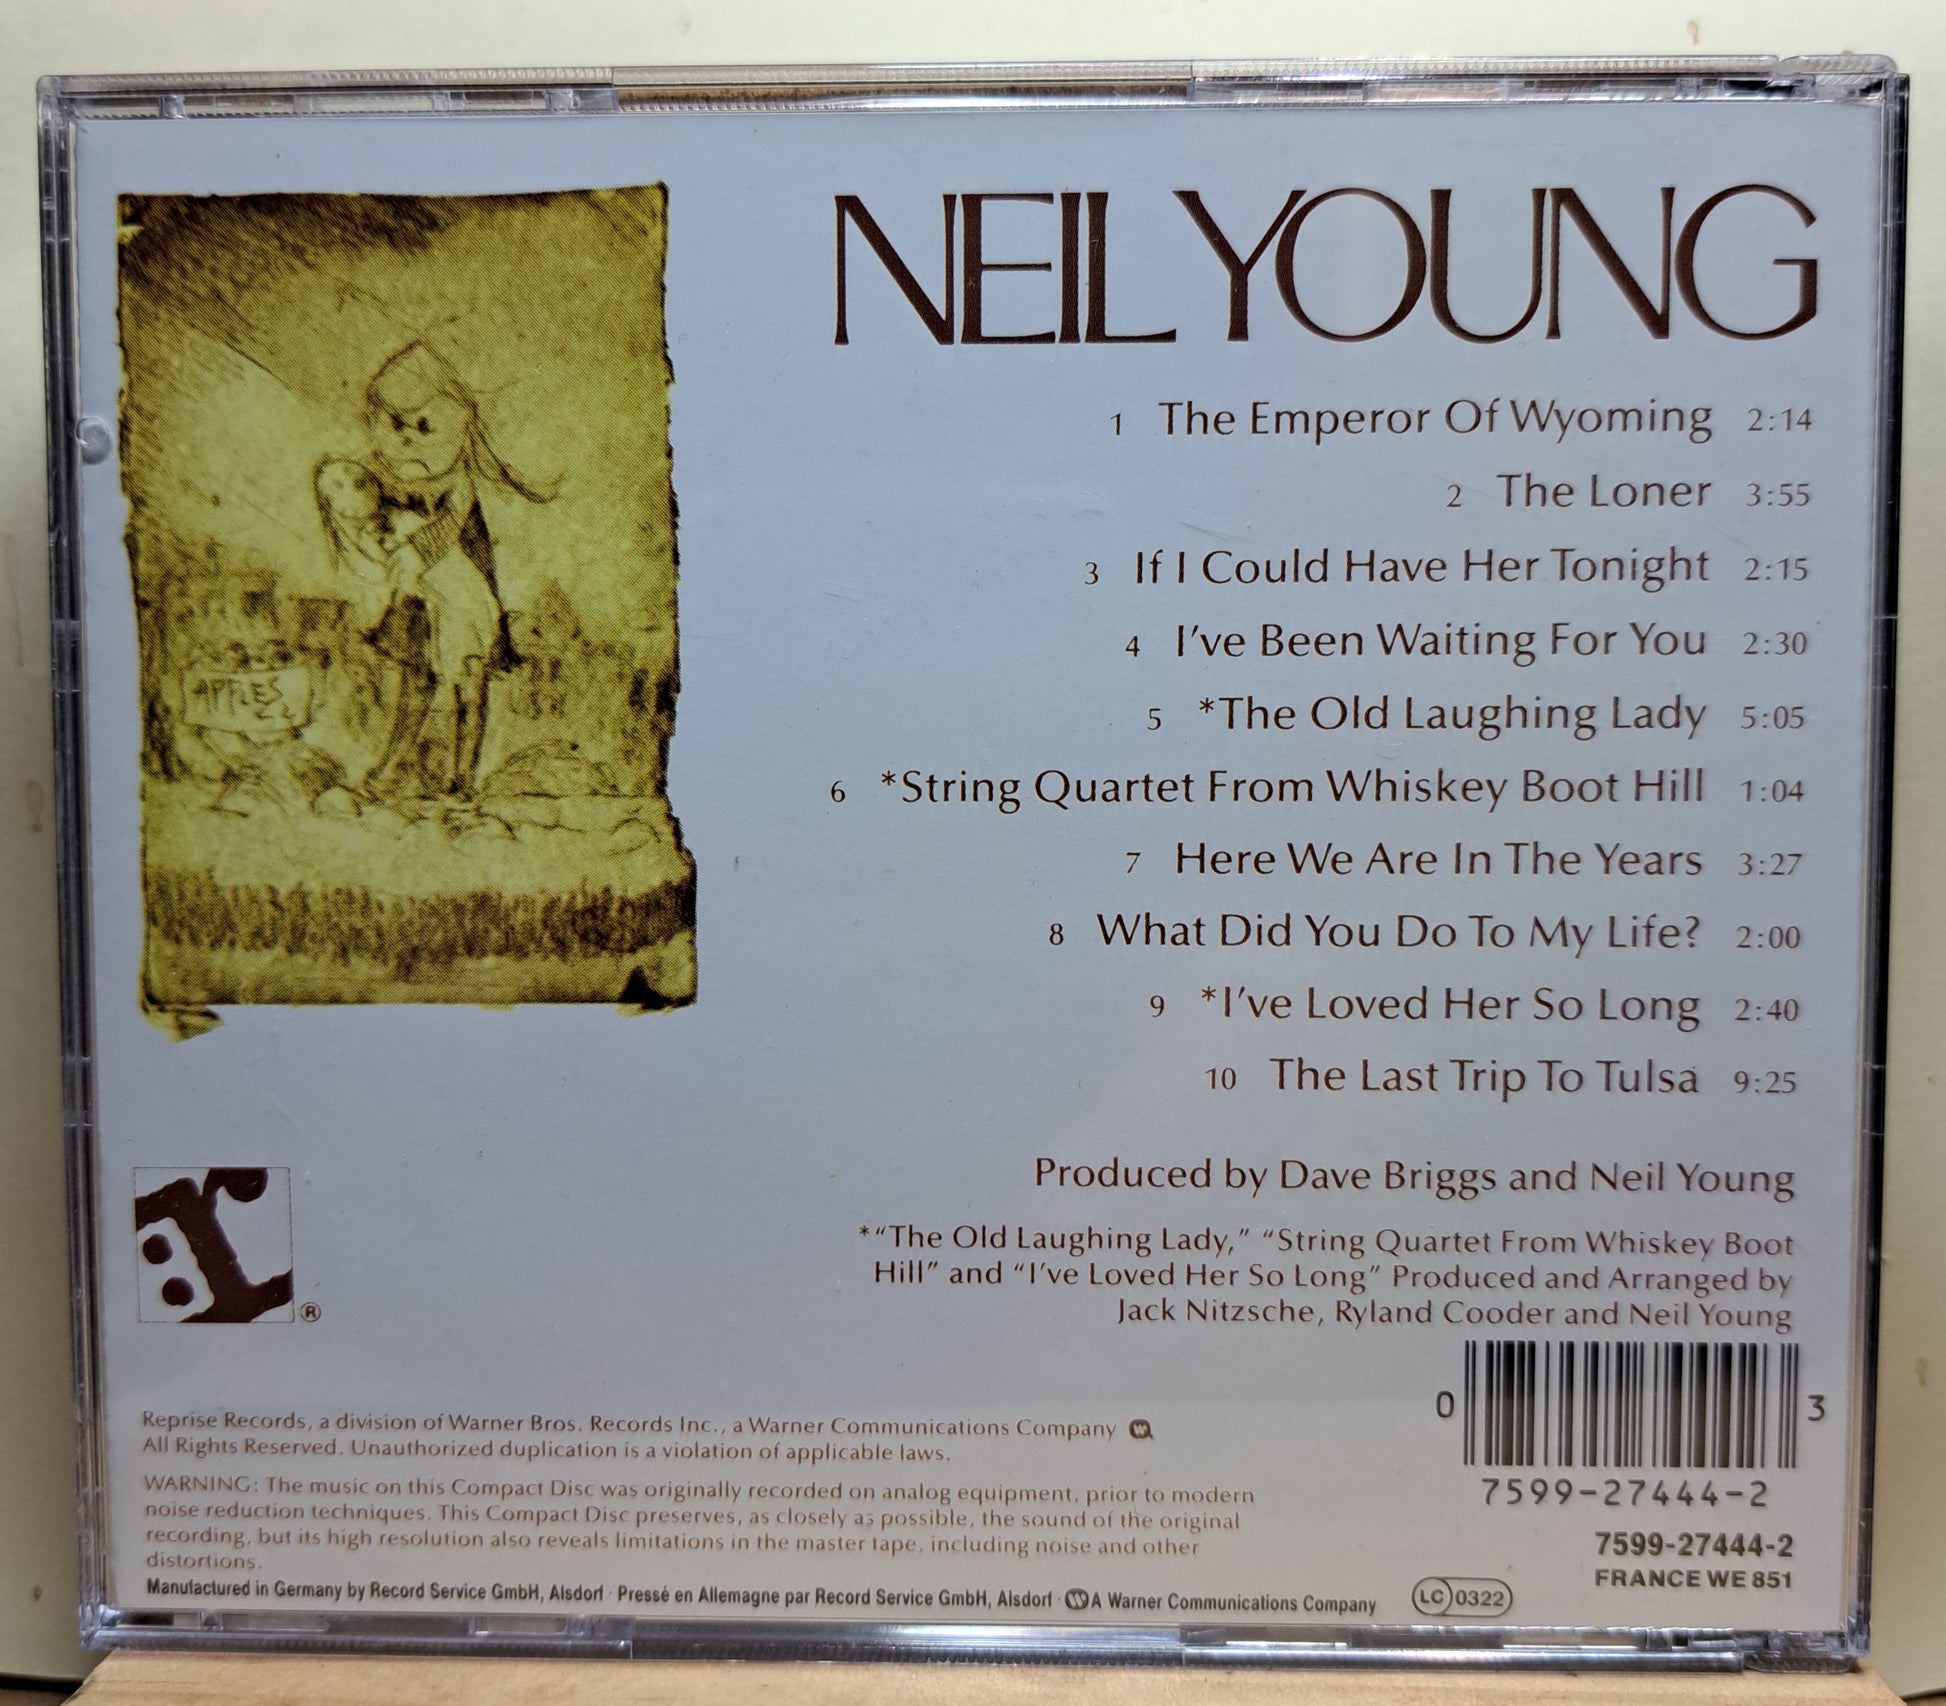 NEIL YOUNG
1 The Emperor Of Wyoming 2:14
2 The Loner 3:55
3 If I Could Have Her Tonight 2:15
4 I've Been Waiting For You 2:30
5 *The Old Laughing Lady 5:05
6 *String Quartet From Whiskey Boot Hill 1:04
7 Here We Are In The Years 3:27
8 What Did You Do To My Life? 2:00
9 *I've Loved Her So Long 2:40
10 The Last Trip To Tulsa 9:25
APPLES
Produced by Dave Briggs and Neil Young
*“The Old Laughing Lady,” “String Quartet From Whiskey Boot
Hill” and “I've Loved Her So Long” Produced and Arranged by
Jack Nitzsche, Ryland Cooder and Neil Young
r: ®
0 3
7599-27444-2
7599-27444-2
FRANCE WE 851
Reprise Records, a division of Warner Bros. Records Inc., a Warner Communications Company
All Rights Reserved. Unauthorized duplication is a violation of applicable laws.
WARNING: The music on this Compact Disc was originally recorded on analog equipment, prior to modern
noise reduction techniques. This Compact Disc preserves, as closely as possible, the sound of the original
recording, but its high resolution also reveals limitations in the master tape, including noise and other
distortions.
Manufactured in Germany by Record Service GmbH, Alsdorf · Pressé en Allemagne par Record Service GmbH, Alsdorf · A Warner Communications Company
LC 0322